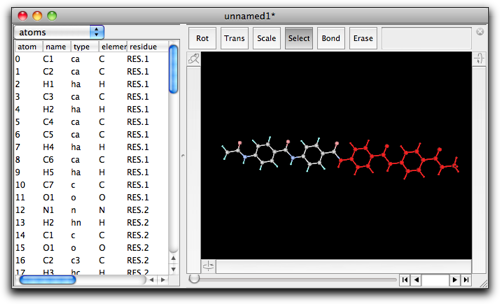 unnamed1*
atoms
Rot Trans Scale Select Bond Erase
atom name type elemen residue
0 C1 ca C RES.1
1 C2 ca C RES.1
2 H1 ha H RES.1
3 C3 ca C RES.1
4 H2 ha H RES.1
5 C4 ca C RES.1
6 C5 ca C RES.1
7 H4 ha H RES.1
8 C6 ca C RES.1
9 H5 ha H RES.1
10 C7 c C RES.1
11 O1 o O RES.1
12 N1 n N RES.2
13 H2 hn H RES.2
14 C1 c C RES.2
15 O1 o O RES.2
16 C2 c3 C RES.2
17 H3 hc H RES.2